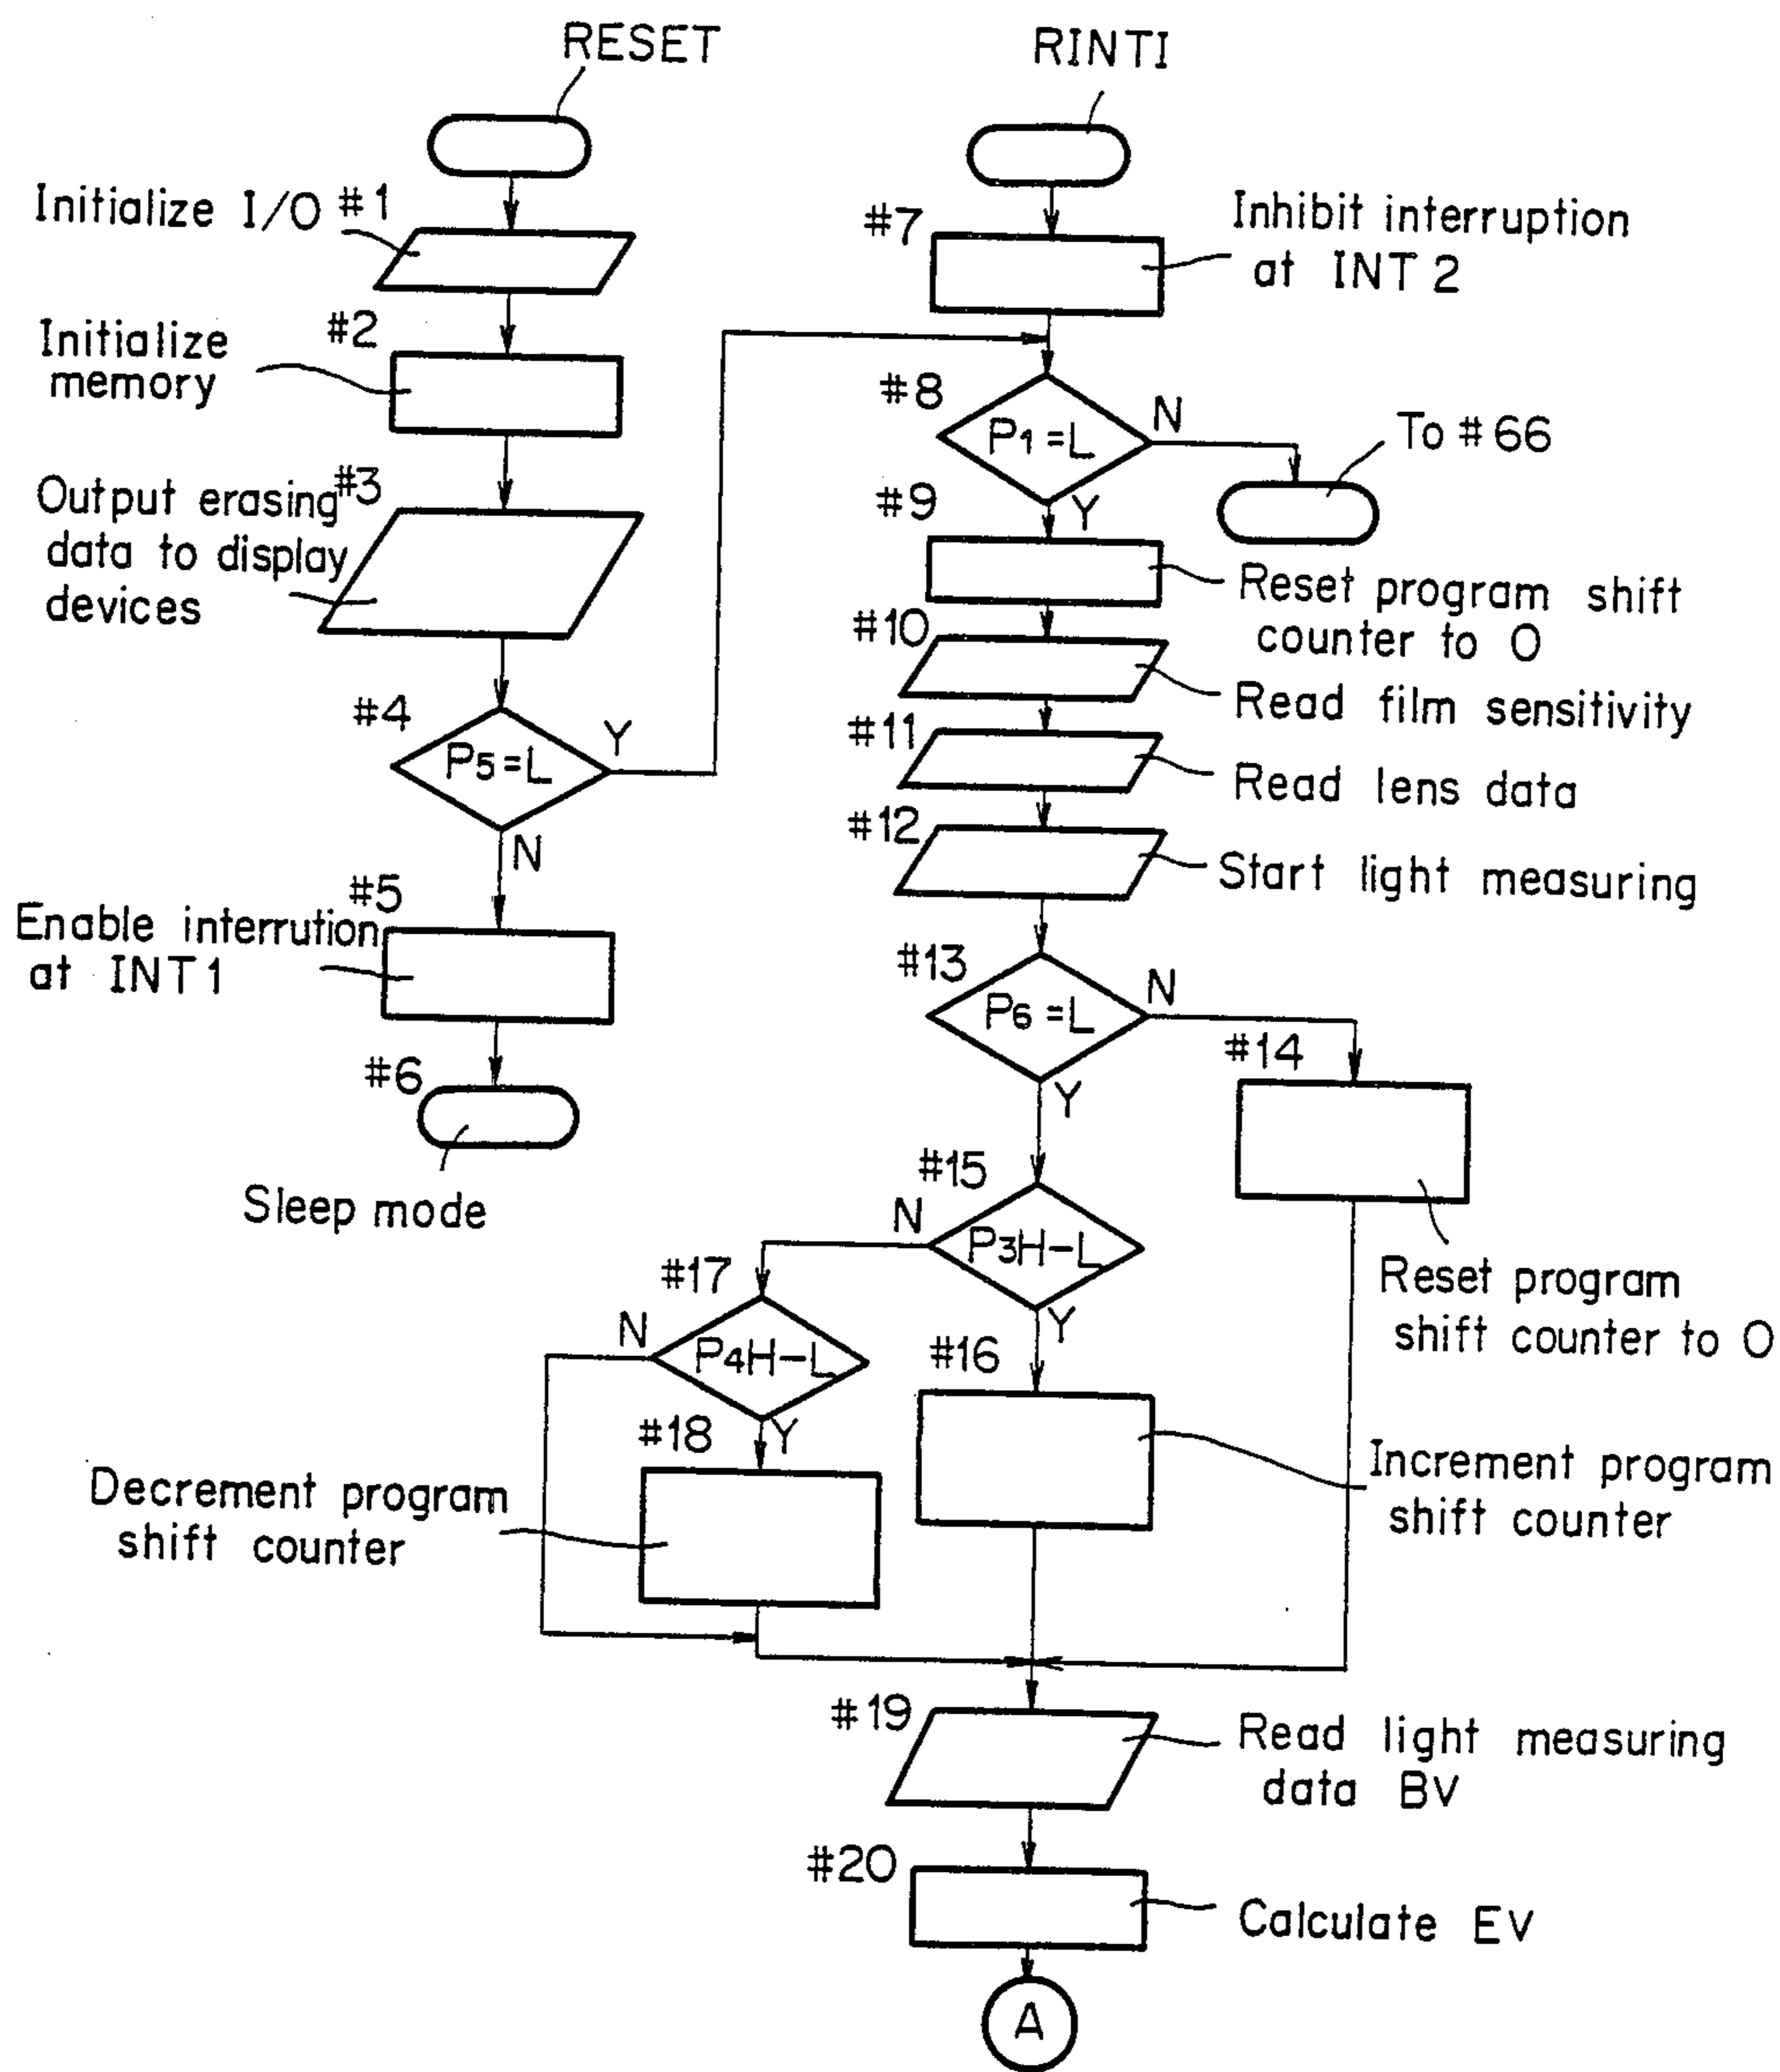 RESET
Initialize I/O #1
#2
Initialize
memory
#3
Output erasing
data to display
devices
#4
P5=L
Y
N
#5
Enable interrution
at INT1
#6
Sleep mode
RINTI
#7
Inhibit interruption
at INT 2
#8
P1=L
N
To #66
Y
#9
Reset program shift
counter to 0
#10
Read film sensitivity
#11
Read lens data
#12
Start light measuring
#13
P6=L
N
Y
#14
Reset program
shift counter to 0
#15
P3H-L
N
Y
#16
Increment program
shift counter
#17
P4H-L
N
Y
#18
Decrement program
shift counter
#19
Read light measuring
data BV
#20
Calculate EV
A